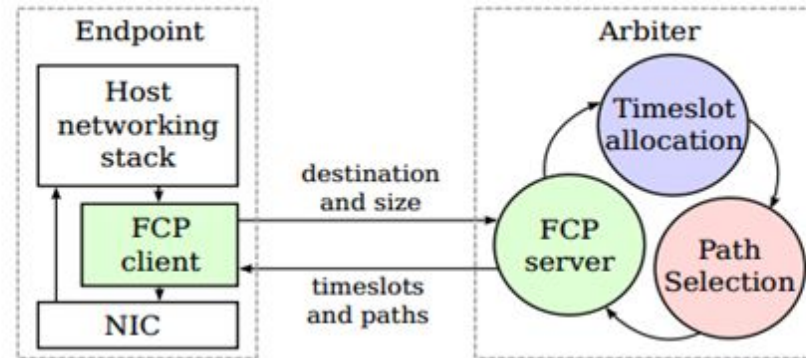 Endpoint
Host
networking
stack
FCP
client
NIC
destination
and size
timeslots
and paths
Arbiter
Timeslot
allocation
FCP
server
Path
Selection